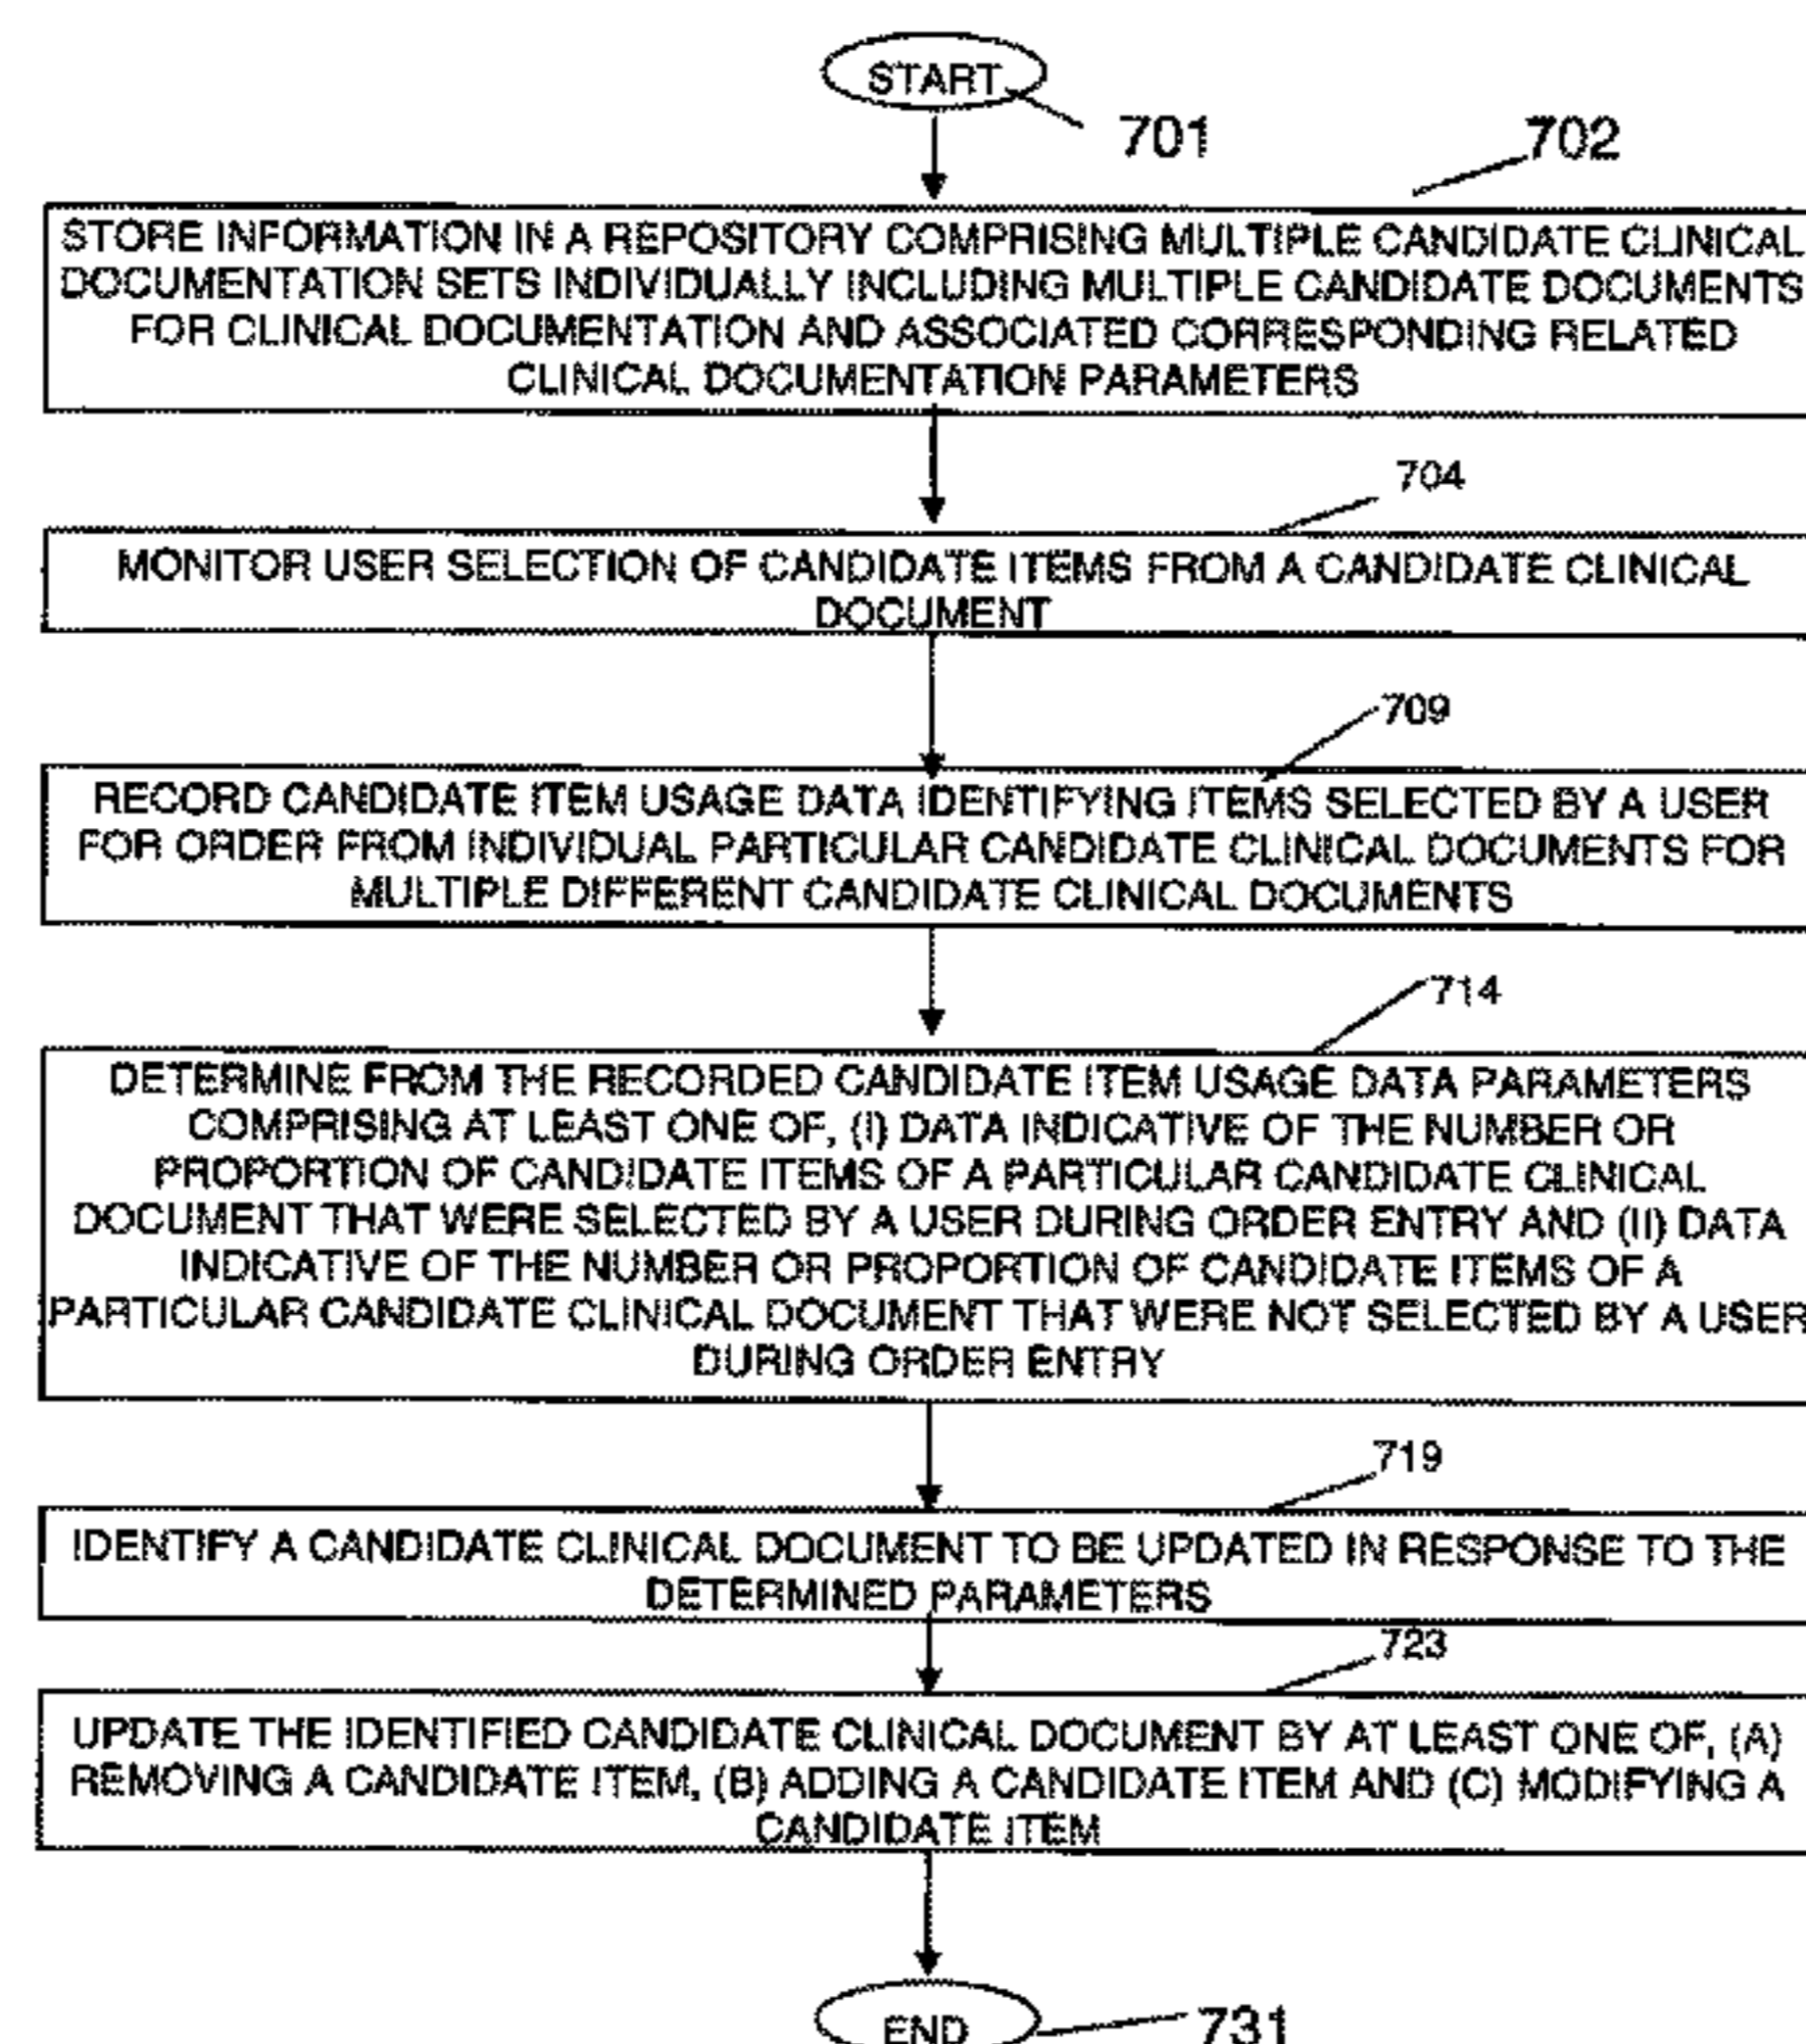 START
701
702
STORE INFORMATION IN A REPOSITORY COMPRISING MULTIPLE CANDIDATE CLINICAL
DOCUMENTATION SETS INDIVIDUALLY INCLUDING MULTIPLE CANDIDATE DOCUMENTS
FOR CLINICAL DOCUMENTATION AND ASSOCIATED CORRESPONDING RELATED
CLINICAL DOCUMENTATION PARAMETERS
704
MONITOR USER SELECTION OF CANDIDATE ITEMS FROM A CANDIDATE CLINICAL
DOCUMENT
709
RECORD CANDIDATE ITEM USAGE DATA IDENTIFYING ITEMS SELECTED BY A USER
FOR ORDER FROM INDIVIDUAL PARTICULAR CANDIDATE CLINICAL DOCUMENTS FOR
MULTIPLE DIFFERENT CANDIDATE CLINICAL DOCUMENTS
714
DETERMINE FROM THE RECORDED CANDIDATE ITEM USAGE DATA PARAMETERS
COMPRISING AT LEAST ONE OF, (I) DATA INDICATIVE OF THE NUMBER OR
PROPORTION OF CANDIDATE ITEMS OF A PARTICULAR CANDIDATE CLINICAL
DOCUMENT THAT WERE SELECTED BY A USER DURING ORDER ENTRY AND (II) DATA
INDICATIVE OF THE NUMBER OR PROPORTION OF CANDIDATE ITEMS OF A
PARTICULAR CANDIDATE CLINICAL DOCUMENT THAT WERE NOT SELECTED BY A USER
DURING ORDER ENTRY
719
IDENTIFY A CANDIDATE CLINICAL DOCUMENT TO BE UPDATED IN RESPONSE TO THE
DETERMINED PARAMETERS
723
UPDATE THE IDENTIFIED CANDIDATE CLINICAL DOCUMENT BY AT LEAST ONE OF, (A)
REMOVING A CANDIDATE ITEM, (B) ADDING A CANDIDATE ITEM AND (C) MODIFYING A
CANDIDATE ITEM
END
731